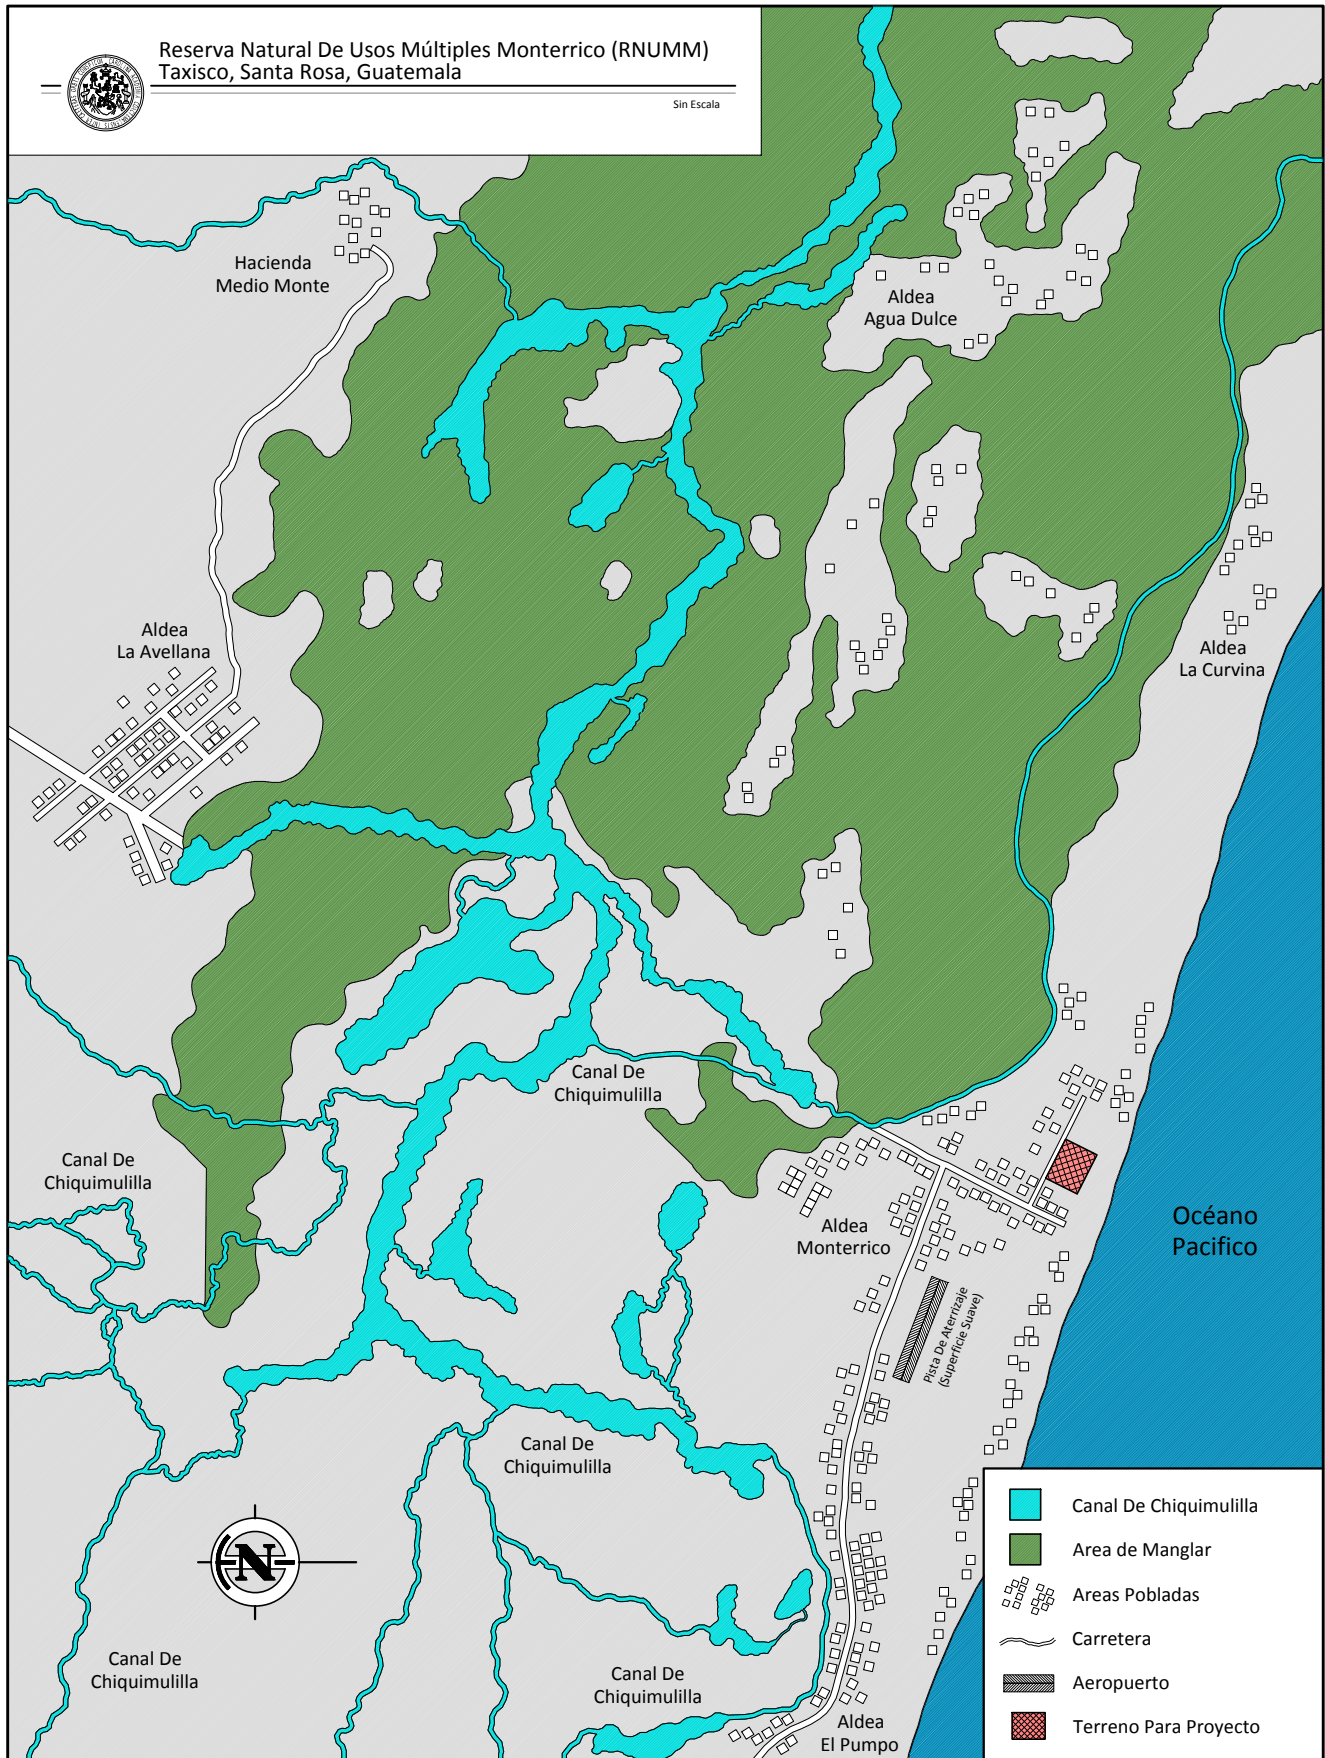 Reserva Natural De Usos Múltiples Monterrico (RNUMM)
Taxisco, Santa Rosa, Guatemala
Sin Escala
Hacienda
Medio Monte
Aldea
Agua Dulce
Aldea
La Avellana
Aldea
La Curvina
Canal De
Chiquimulilla
Canal De
Chiquimulilla
Aldea
Monterrico
Océano
Pacifico
Pista De Aterrizaje
(Superficie Suave)
Canal De
Chiquimulilla
N
Canal De
Chiquimulilla
Canal De
Chiquimulilla
Aldea
El Pumpo
Canal De Chiquimulilla
Area de Manglar
Areas Pobladas
Carretera
Aeropuerto
Terreno Para Proyecto